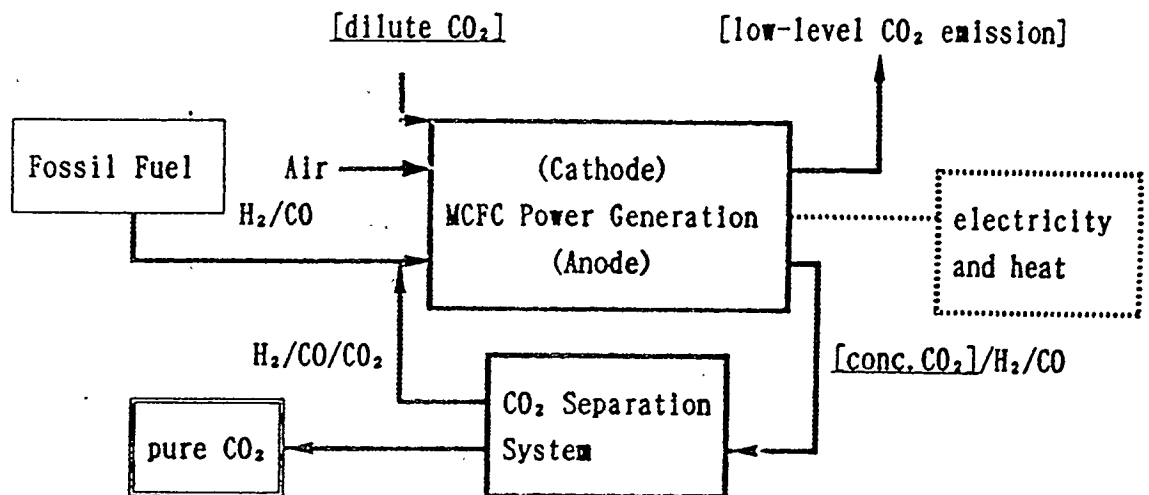 [dilute CO₂]
[low-level CO₂ emission]
Fossil Fuel
Air
H₂/CO
(Cathode)
MCFC Power Generation
(Anode)
electricity
and heat
H₂/CO/CO₂
[conc.CO₂]/H₂/CO
CO₂ Separation
System
pure CO₂